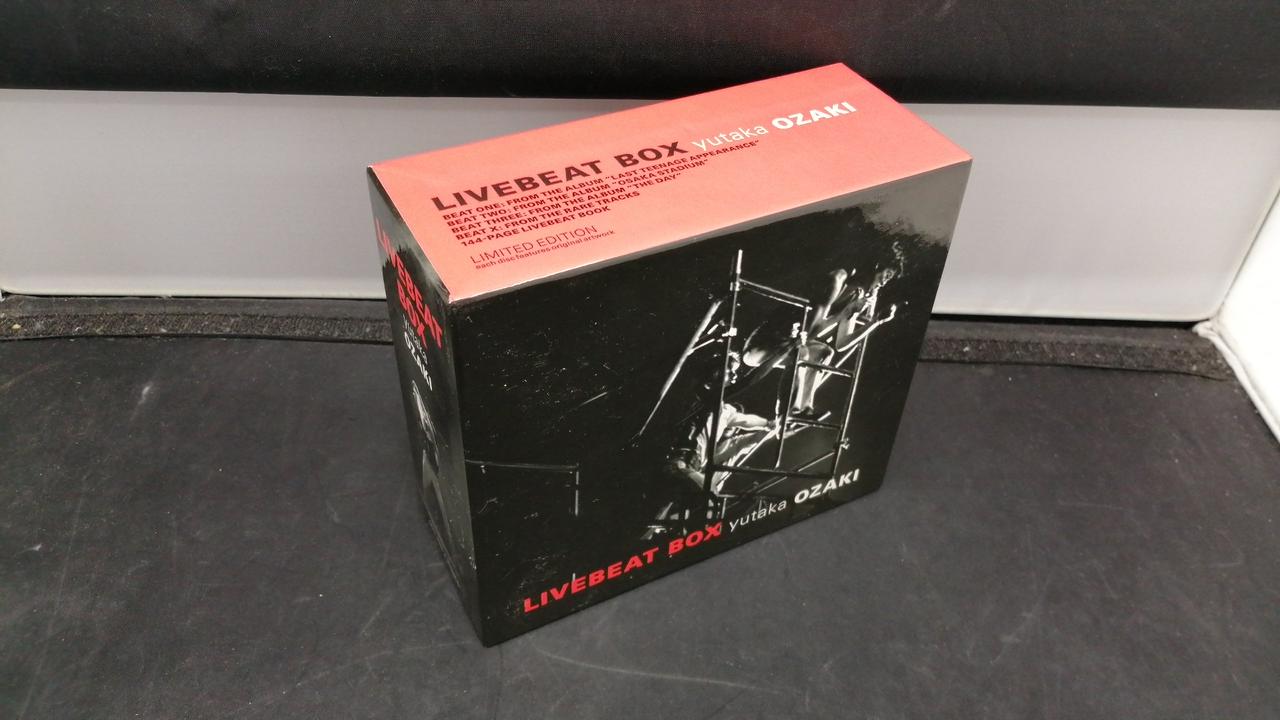 LIVEBEAT BOX yutaka OZAKI
BEAT ONE: FROM THE ALBUM "LAST TEENAGE APPEARANCE"
BEAT TWO: FROM THE ALBUM "OSAKA STADIUM"
BEAT THREE: FROM THE ALBUM "THE DAY"
BEAT X: FROM THE RARE TRACKS
144-PAGE LIVEBEAT BOOK
LIMITED EDITION
each disc features original artwork
LIVEBEAT
BOX
yutaka
OZAKI
LIVEBEAT BOX yutaka OZAKI